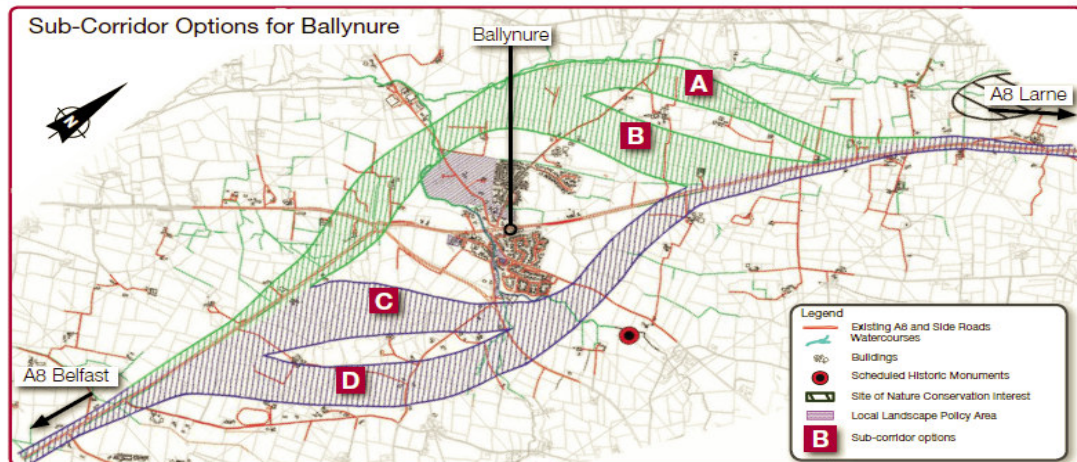 Sub-Corridor Options for Ballynure
Ballynure
N
A
A8 Larne
B
C
D
A8 Belfast
Legend
Existing A8 and Side Roads
Watercourses
Buildings
Scheduled Historic Monuments
Site of Nature Conservation Interest
Local Landscape Policy Area
B
Sub-corridor options